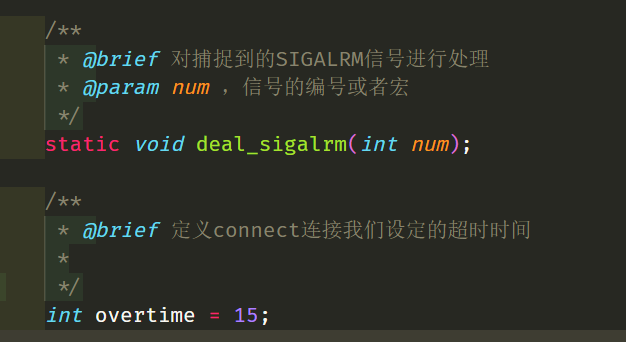 /**
 * @brief 对捕捉到的SIGALRM信号进行处理
 * @param num ，信号的编号或者宏
 */
static void deal_sigalrm(int num);
/**
 * @brief 定义connect连接我们设定的超时时间
 *
 */
int overtime = 15;